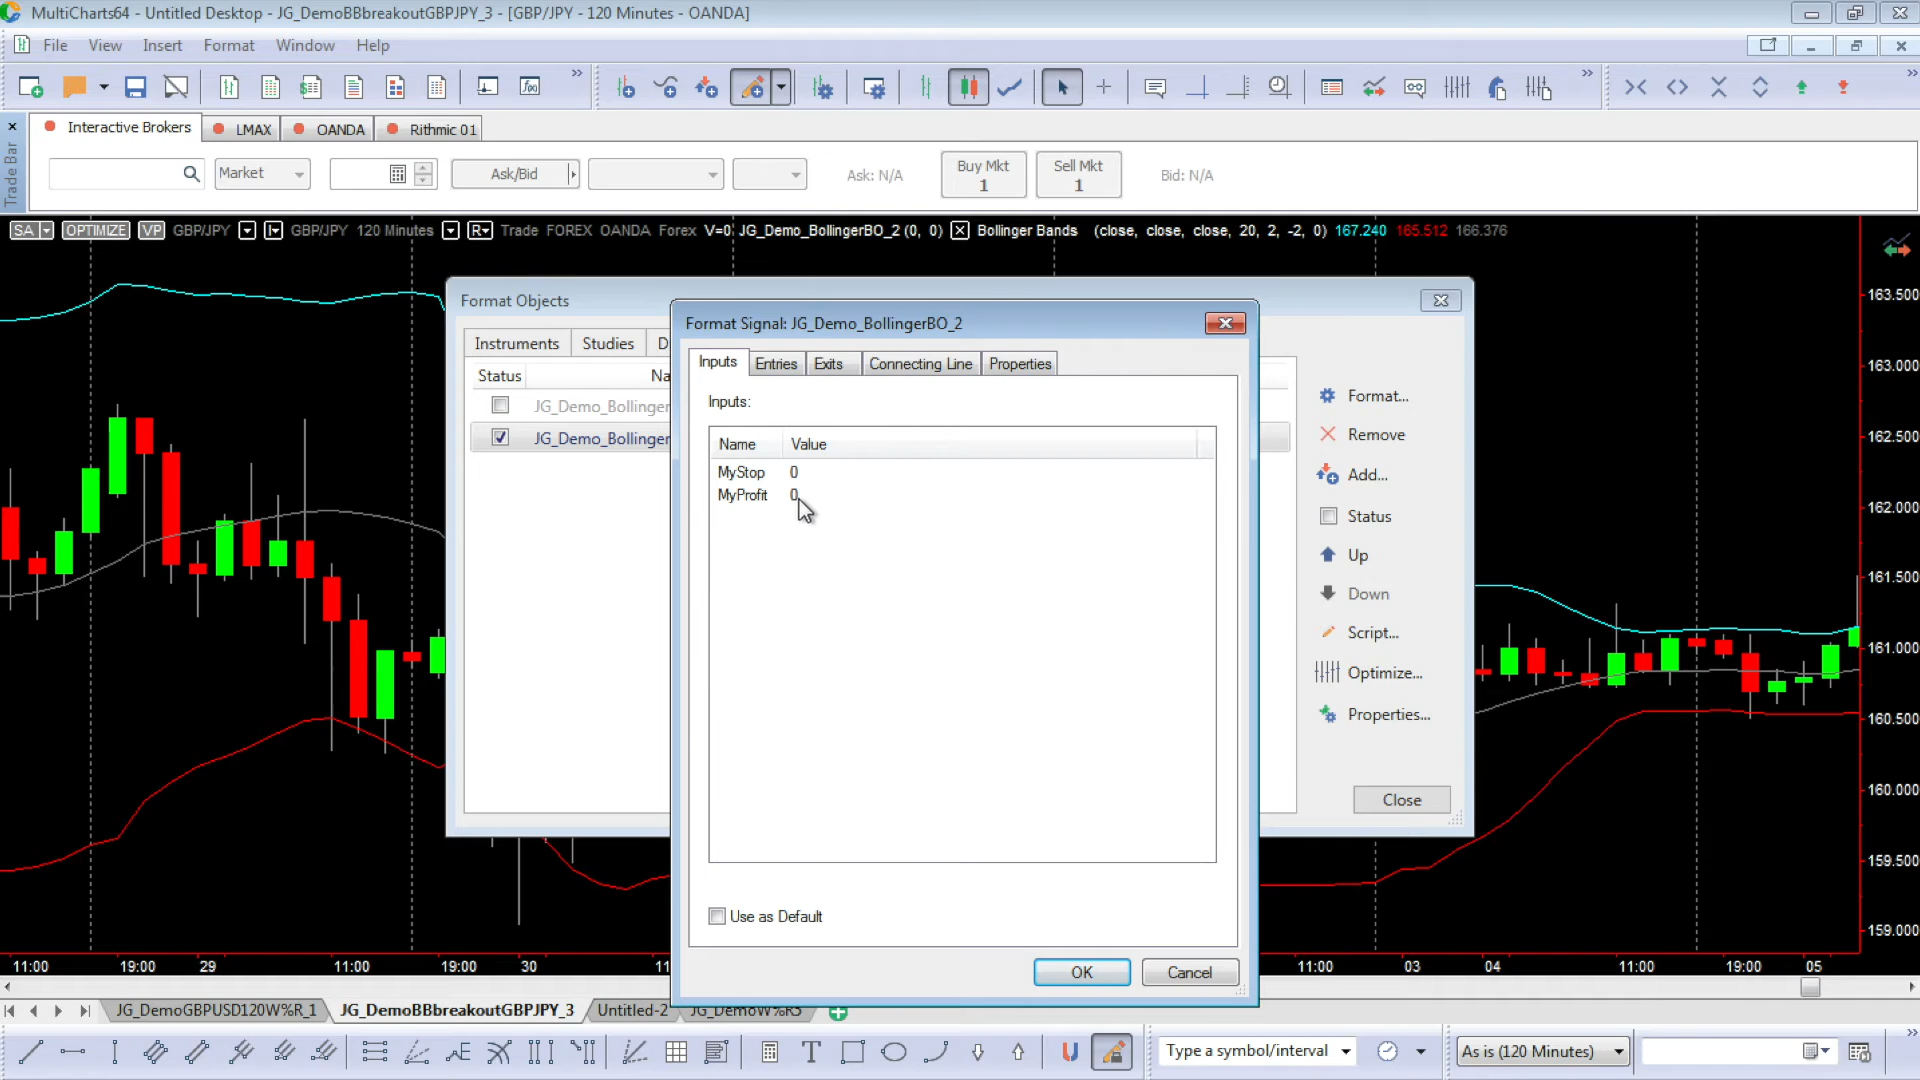 MultiCharts64 - Untitled Desktop - JG_DemoBBbreakoutGBPJPY_3 - [GBP/JPY - 120 Minutes - OANDA]
File View Insert Format Window Help
Interactive Brokers LMAX OANDA Rithmic 01
Trade Bar
Market Ask/Bid Ask: N/A Buy Mkt 1 Sell Mkt 1 Bid: N/A
SA OPTIMIZE VP GBP/JPY GBP/JPY 120 Minutes R Trade FOREX OANDA Forex V=0 JG_Demo_BollingerBO_2 (0, 0) Bollinger Bands (close, close, close, 20, 2, -2, 0) 167.240 165.512 166.376
Format Objects
Instruments Studies D
Status Na
JG_Demo_Bollinger
JG_Demo_Bollinger
Format...
Remove
Add...
Status
Up
Down
Script...
Optimize...
Properties...
Close
Format Signal: JG_Demo_BollingerBO_2
Inputs Entries Exits Connecting Line Properties
Inputs:
Name Value
MyStop 0
MyProfit 0
Use as Default
OK Cancel
163.500
163.000
162.500
162.000
161.500
161.000
160.500
160.000
159.500
159.000
11:00 19:00 29 11:00 19:00 30 11:00 03 04 11:00 19:00 05
JG_DemoGBPUSD120W%R_1 JG_DemoBBbreakoutGBPJPY_3 Untitled-2
Type a symbol/interval As is (120 Minutes)